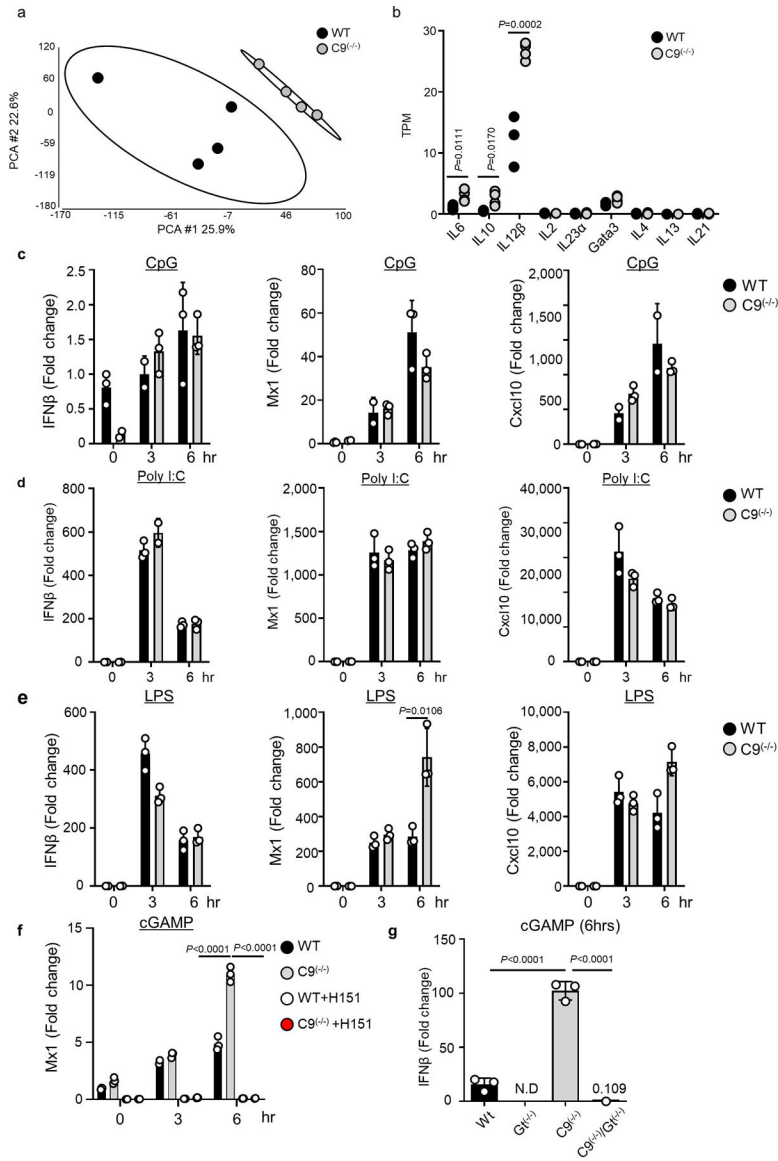 a
WT
C9(-/-)
120
60
0
-59
-119
-180
PCA #2 22.6%
-170 -115 -61 -7 46 100
PCA #1 25.9%
b
WT
C9(-/-)
P=0.0002
P=0.0111
P=0.0170
TPM
30
20
10
0
IL6 IL10 IL12β IL2 IL23α Gata3 IL4 IL13 IL21
c
CpG
IFNβ (Fold change)
2.5
2.0
1.5
1.0
0.5
0
0 3 6 hr
CpG
Mx1 (Fold change)
80
60
40
20
0
0 3 6
CpG
Cxcl10 (Fold change)
2,000
1,500
1,000
500
0
0 3 6 hr
WT
C9(-/-)
d
Poly I:C
IFNβ (Fold change)
800
600
400
200
0
0 3 6 hr
Poly I:C
Mx1 (Fold change)
2,000
1,500
1,000
500
0
0 3 6
Poly I:C
Cxcl10 (Fold change)
40,000
30,000
20,000
10,000
0
0 3 6 hr
WT
C9(-/-)
e
LPS
IFNβ (Fold change)
600
400
200
0
0 3 6 hr
LPS
P=0.0106
Mx1 (Fold change)
1,000
800
600
400
200
0
0 3 6 hr
LPS
Cxcl10 (Fold change)
10,000
8,000
6,000
4,000
2,000
0
0 3 6 hr
WT
C9(-/-)
f
cGAMP
P<0.0001 P<0.0001
Mx1 (Fold change)
15
10
5
0
0 3 6 hr
WT
C9(-/-)
WT+H151
C9(-/-) +H151
g
cGAMP (6hrs)
P<0.0001 P<0.0001
IFNβ (Fold change)
150
100
50
0
N.D
0.109
Wt Gt(-/-) C9(-/-) C9(-/-)/Gt(-/-)